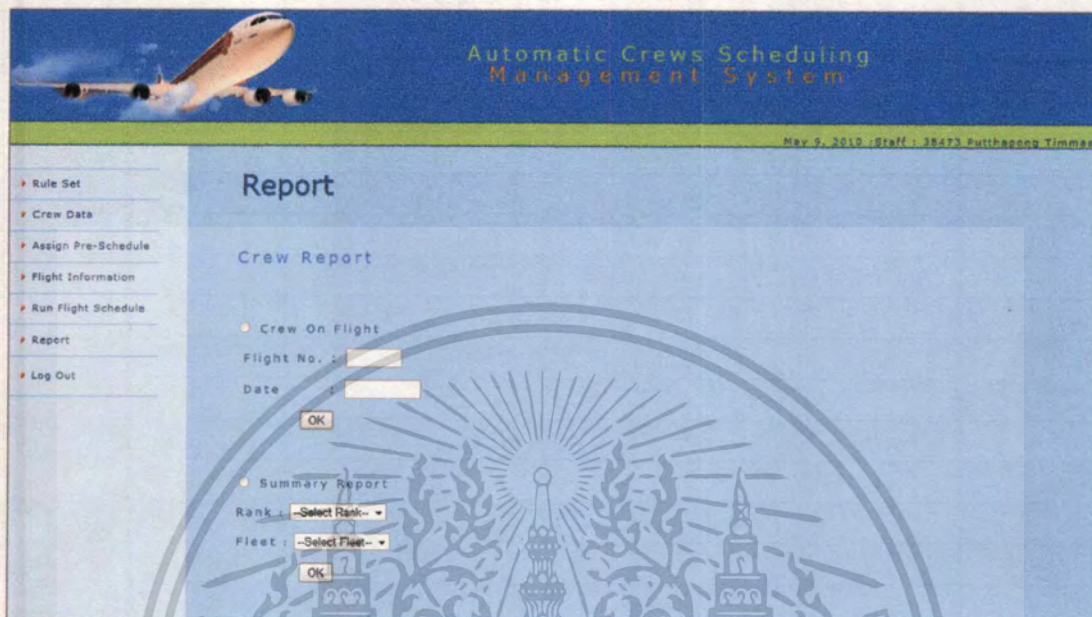 Automatic Crews Scheduling
Management System
May 9, 2010 :Staff : 38473 Putthapong Timmas
Rule Set
Crew Data
Assign Pre-Schedule
Flight Information
Run Flight Schedule
Report
Log Out
Report
Crew Report
Crew On Flight
Flight No. :
Date :
OK
Summary Report
Rank : --Select Rank--
Fleet : --Select Fleet--
OK